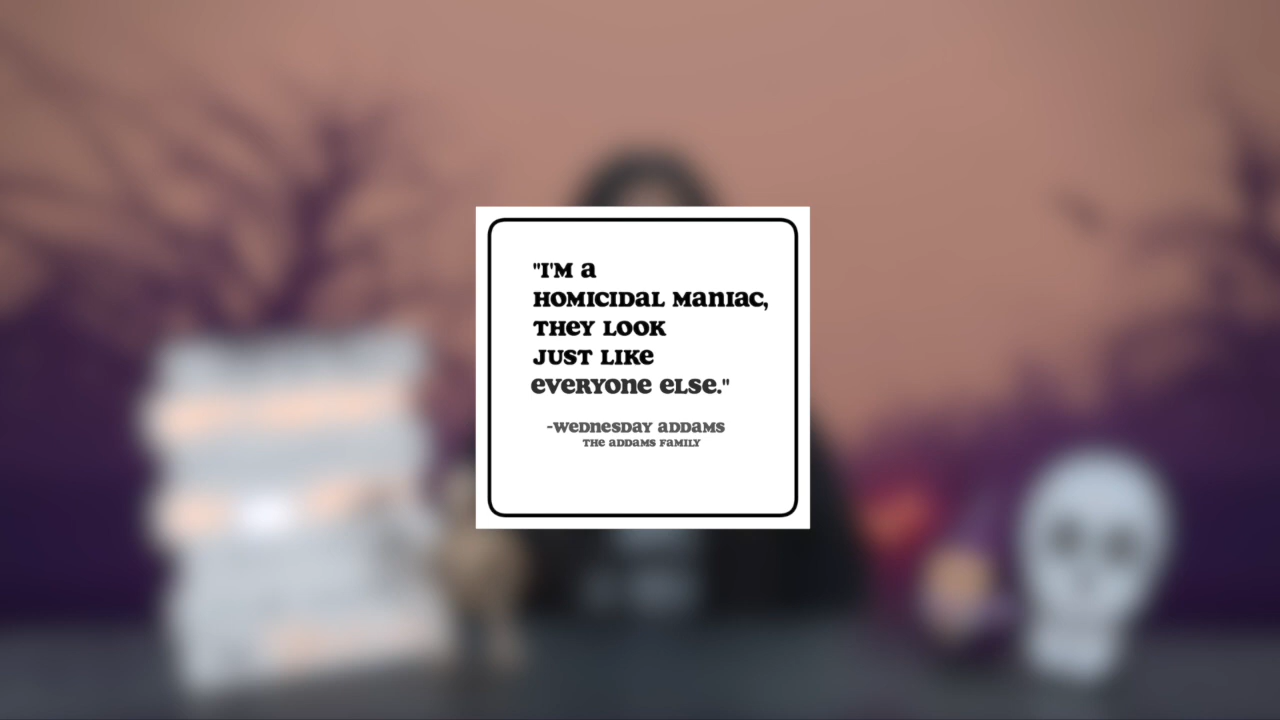 "I'M a
HOMICIDAL MANIAC,
THEY LOOK
JUST LIKE
EVERYONE ELSE."
-WEDNESDAY ADDAMS
THE ADDAMS FAMILY